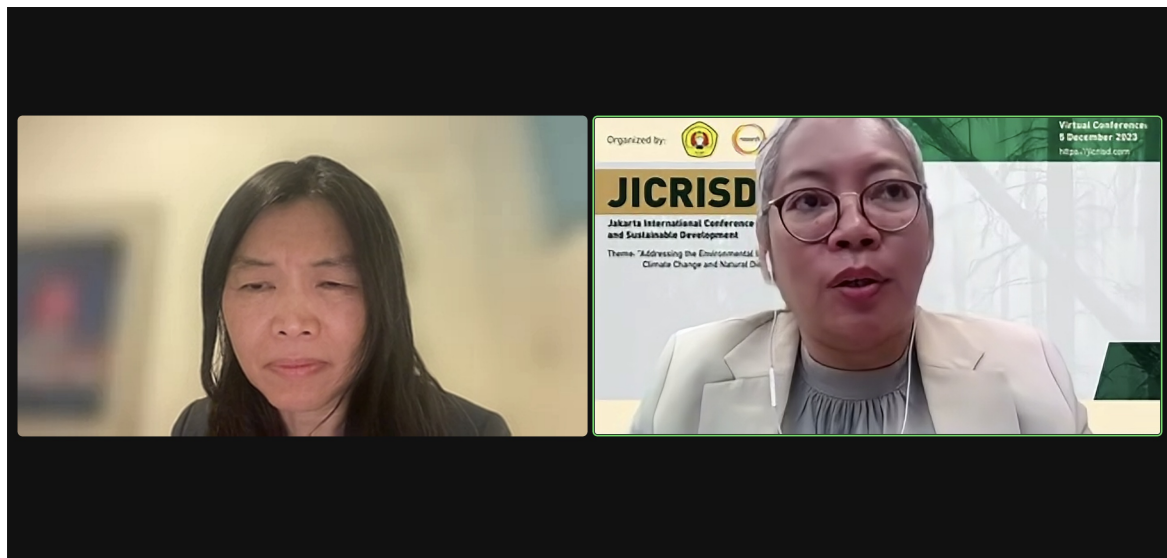 Organized by:
research
Virtual Conference:
5 December 2023
https://jicrisd.com
JICRISD
Jakarta International Conference
and Sustainable Development
Theme: "Addressing the Environmental
Climate Change and Natural